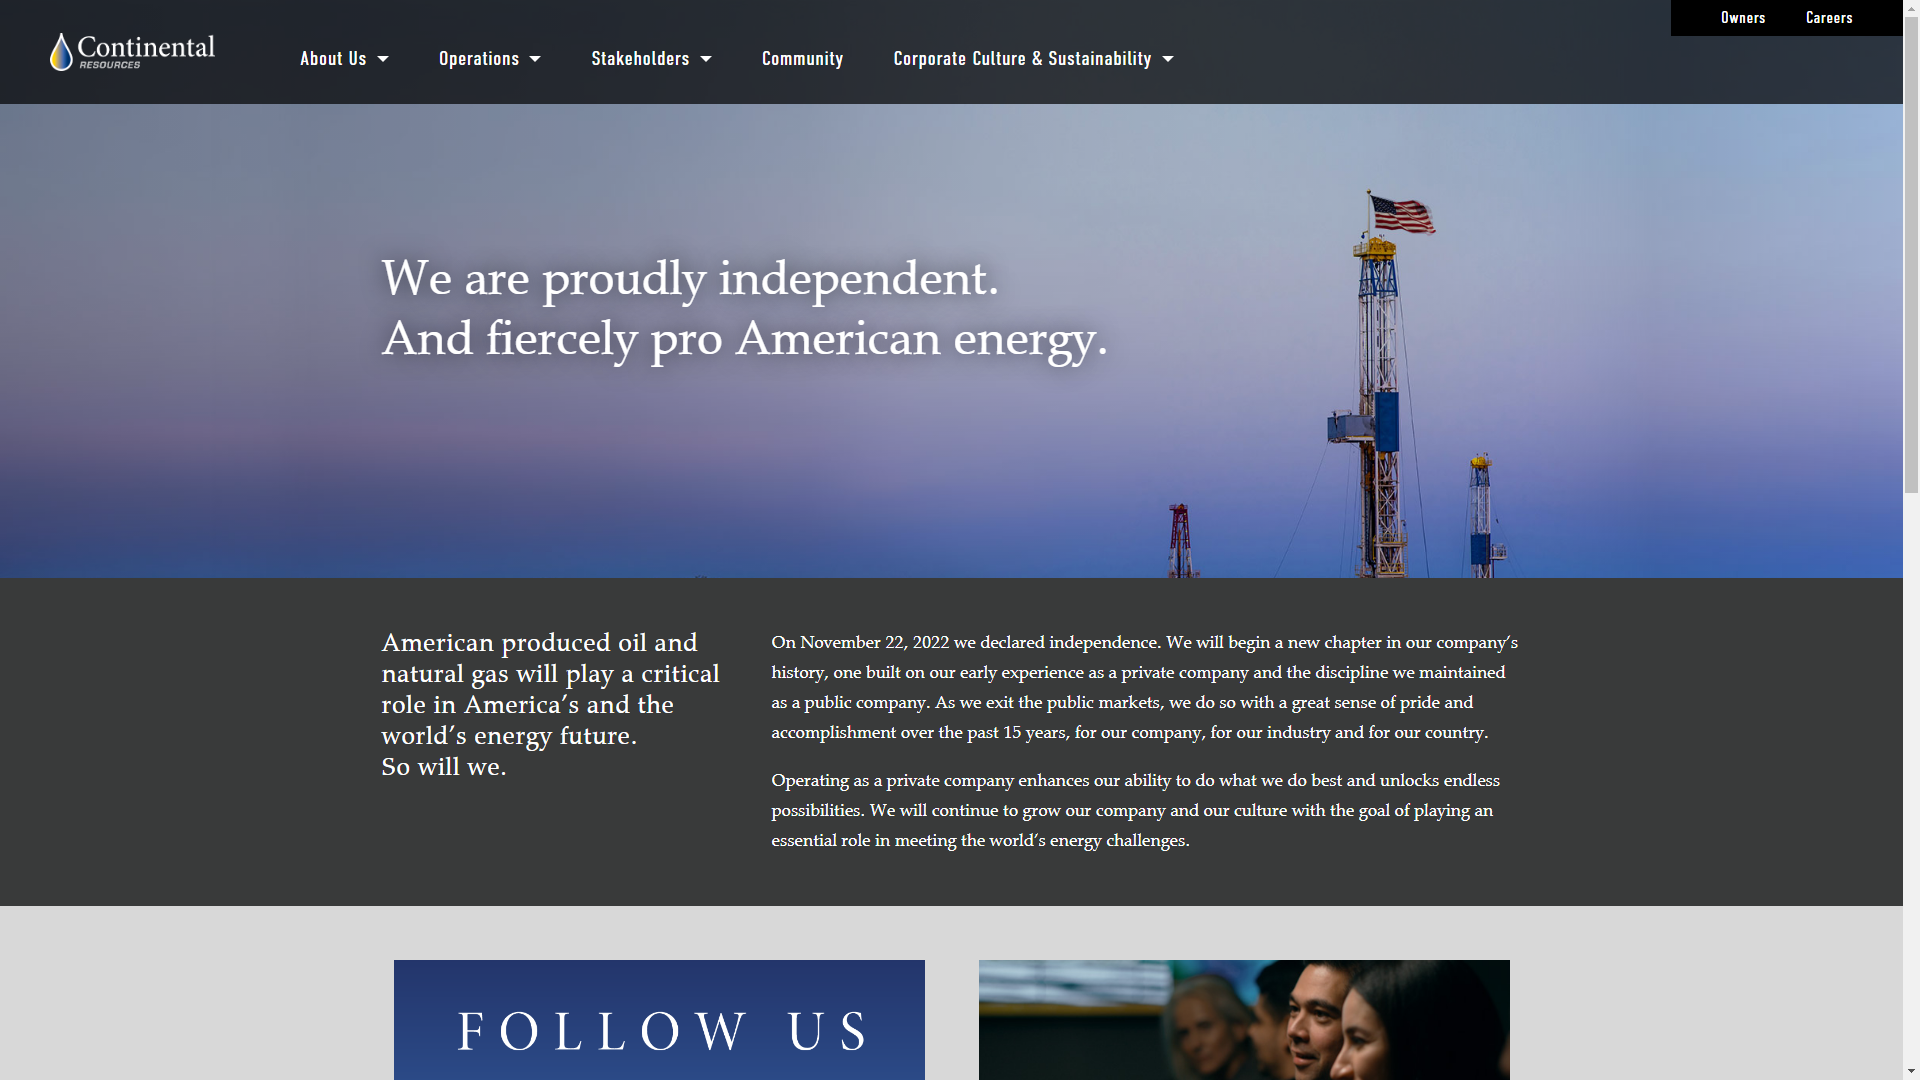 Owners Careers
Continental
RESOURCES
About Us Operations Stakeholders Community Corporate Culture & Sustainability
We are proudly independent.
And fiercely pro American energy.
American produced oil and
natural gas will play a critical
role in America’s and the
world’s energy future.
So will we.
On November 22, 2022 we declared independence. We will begin a new chapter in our company’s
history, one built on our early experience as a private company and the discipline we maintained
as a public company. As we exit the public markets, we do so with a great sense of pride and
accomplishment over the past 15 years, for our company, for our industry and for our country.
Operating as a private company enhances our ability to do what we do best and unlocks endless
possibilities. We will continue to grow our company and our culture with the goal of playing an
essential role in meeting the world’s energy challenges.
FOLLOW US